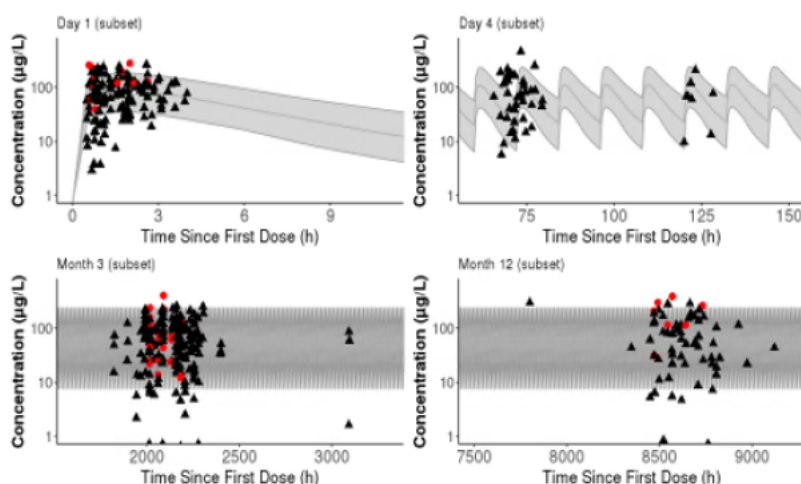 Day 1 (subset)
Concentration (µg/L)
100
10
1
0 3 6 9
Time Since First Dose (h)
Day 4 (subset)
Concentration (µg/L)
100
10
1
75 100 125 150
Time Since First Dose (h)
Month 3 (subset)
Concentration (µg/L)
100
10
1
2000 2500 3000
Time Since First Dose (h)
Month 12 (subset)
Concentration (µg/L)
100
10
1
7500 8000 8500 9000
Time Since First Dose (h)